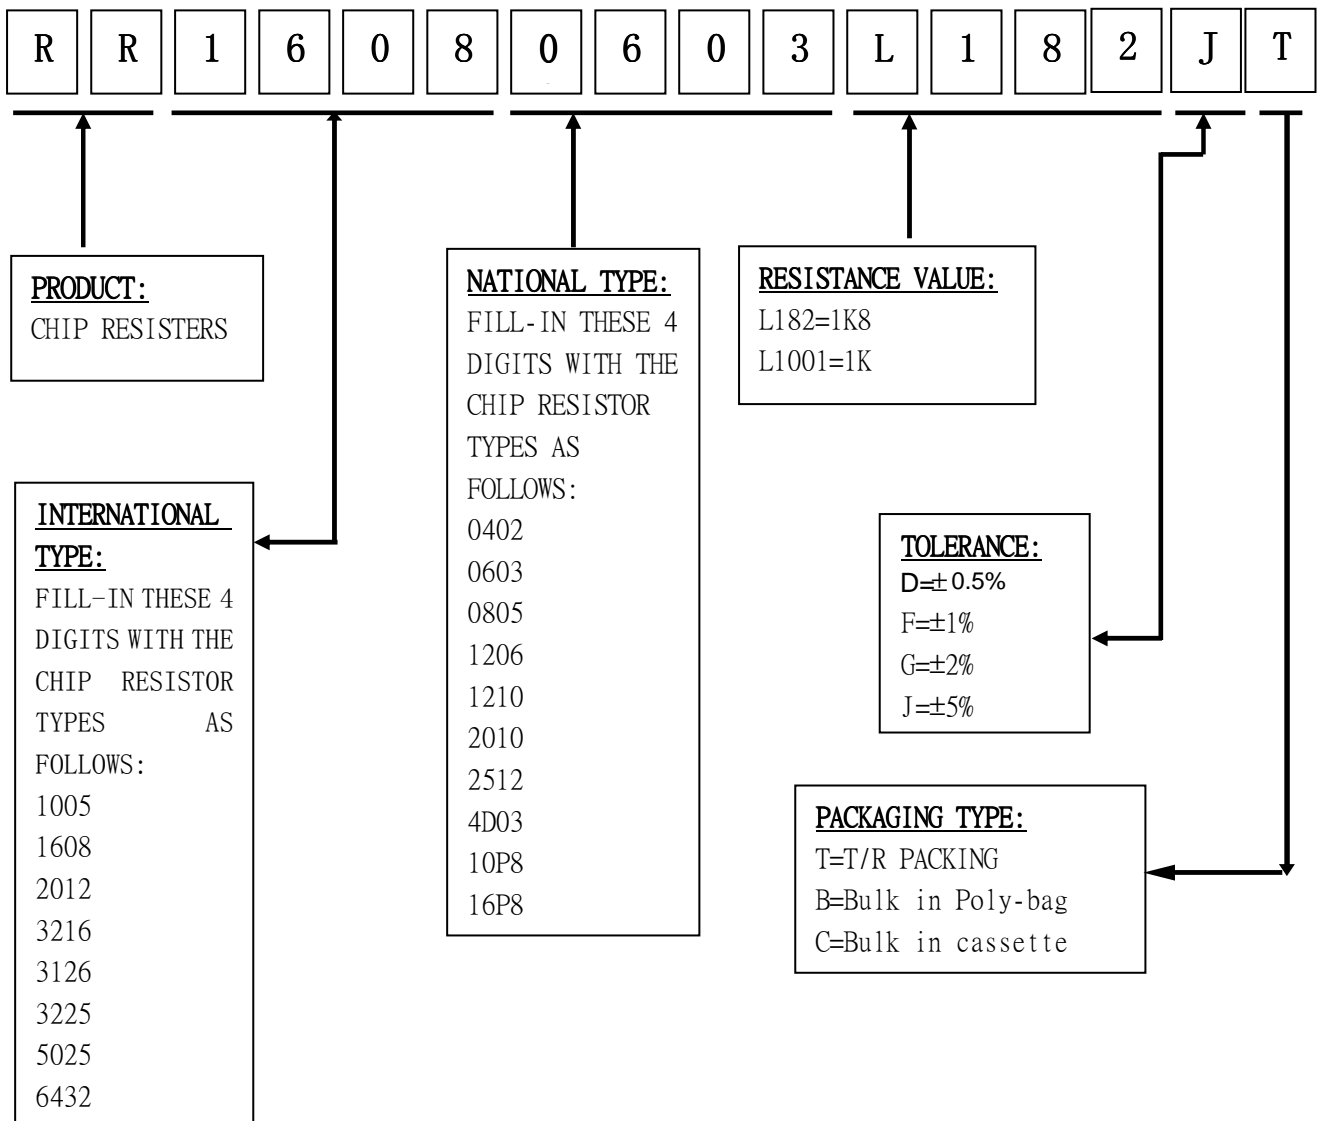 R R 1 6 0 8 0 6 0 3 L 1 8 2 J T
PRODUCT:
CHIP RESISTERS
INTERNATIONAL
TYPE:
FILL-IN THESE 4
DIGITS WITH THE
CHIP RESISTOR
TYPES AS
FOLLOWS:
1005
1608
2012
3216
3126
3225
5025
6432
NATIONAL TYPE:
FILL-IN THESE 4
DIGITS WITH THE
CHIP RESISTOR
TYPES AS
FOLLOWS:
0402
0603
0805
1206
1210
2010
2512
4D03
10P8
16P8
RESISTANCE VALUE:
L182=1K8
L1001=1K
TOLERANCE:
D=± 0.5%
F=±1%
G=±2%
J=±5%
PACKAGING TYPE:
T=T/R PACKING
B=Bulk in Poly-bag
C=Bulk in cassette